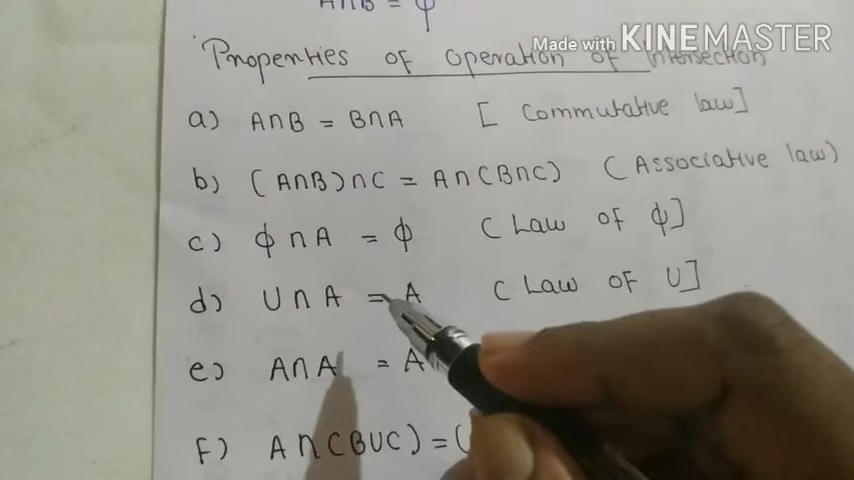 A∩B = ϕ
Made with KINEMASTER
Properties of operation of intersection
a) A∩B = B∩A [ Commutative law]
b) (A∩B)∩C = A∩(B∩C) (Associative law)
c) ϕ∩A = ϕ ( Law of ϕ]
d) U∩A = A ( Law of U]
e) A∩A = A
F) A∩(BUC)=(